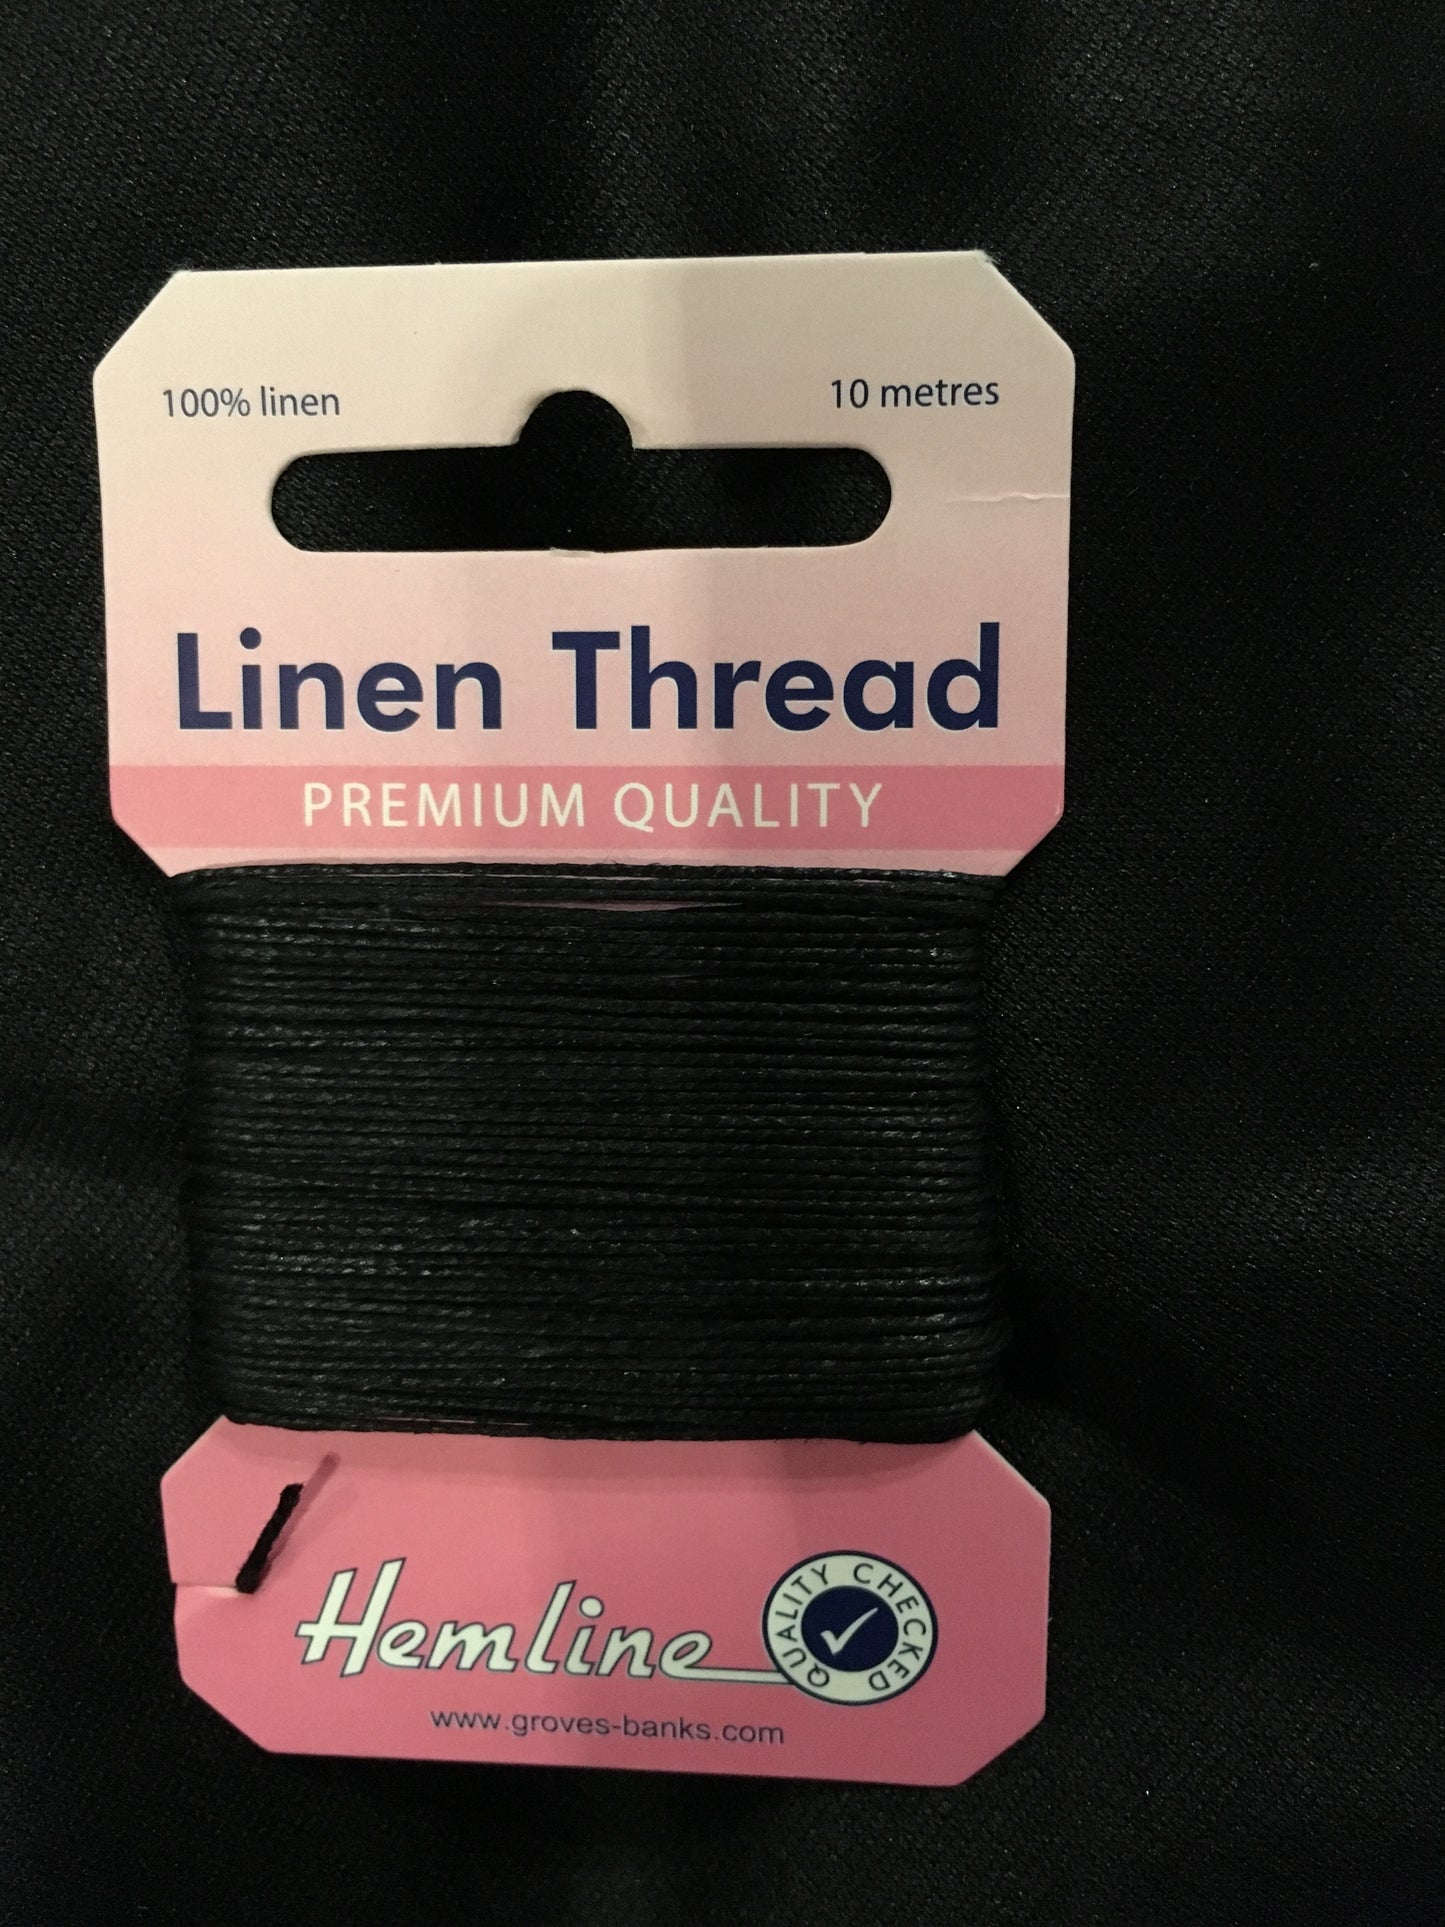 100% linen
10 metres
Linen Thread
PREMIUM QUALITY
Hemline
QUALITY CHECKED
www.groves-banks.com